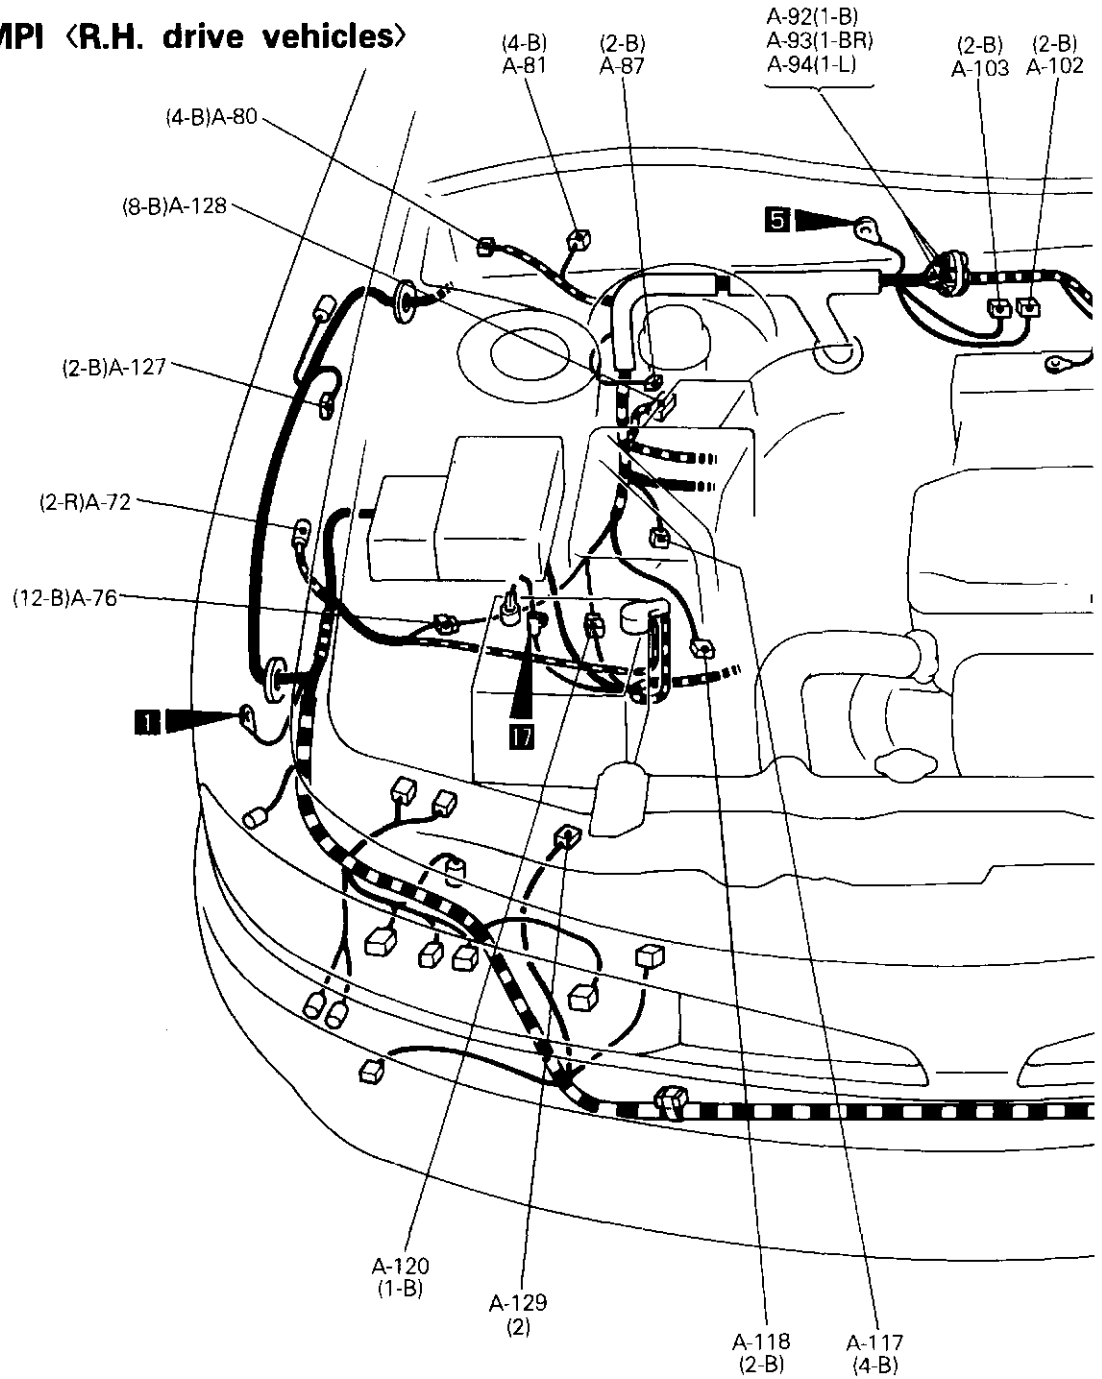 MPI <R.H. drive vehicles>
A-92(1-B)
A-93(1-BR)
A-94(1-L)
(4-B)
A-81
(2-B)
A-87
(2-B)
A-103
(2-B)
A-102
(4-B)A-80
(8-B)A-128
5
(2-B)A-127
(2-R)A-72
(12-B)A-76
1
17
A-120
(1-B)
A-129
(2)
A-118
(2-B)
A-117
(4-B)